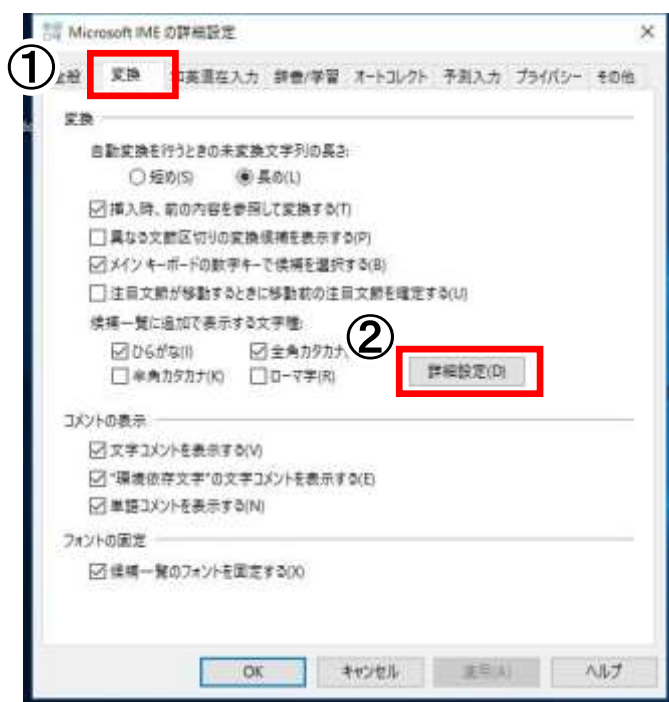 Microsoft IME の詳細設定
①
全般 変換 和英混在入力 辞書/学習 オートコレクト 予測入力 プライバシー その他
変換
自動変換を行うときの未変換文字列の長さ:
短め(S) 長め(L)
挿入時、前の内容を参照して変換する(T)
異なる文節区切りの変換候補を表示する(P)
メイン キーボードの数字キーで候補を選択する(B)
注目文節が移動するときに移動前の注目文節を確定する(U)
候補一覧に追加で表示する文字種:
②
ひらがな(I) 全角カタカナ
半角カタカナ(K) ローマ字(R) 詳細設定(D)
コメントの表示
文字コメントを表示する(V)
"環境依存文字"の文字コメントを表示する(E)
単語コメントを表示する(N)
フォントの固定
候補一覧のフォントを固定する(X)
OK キャンセル 適用(A) ヘルプ